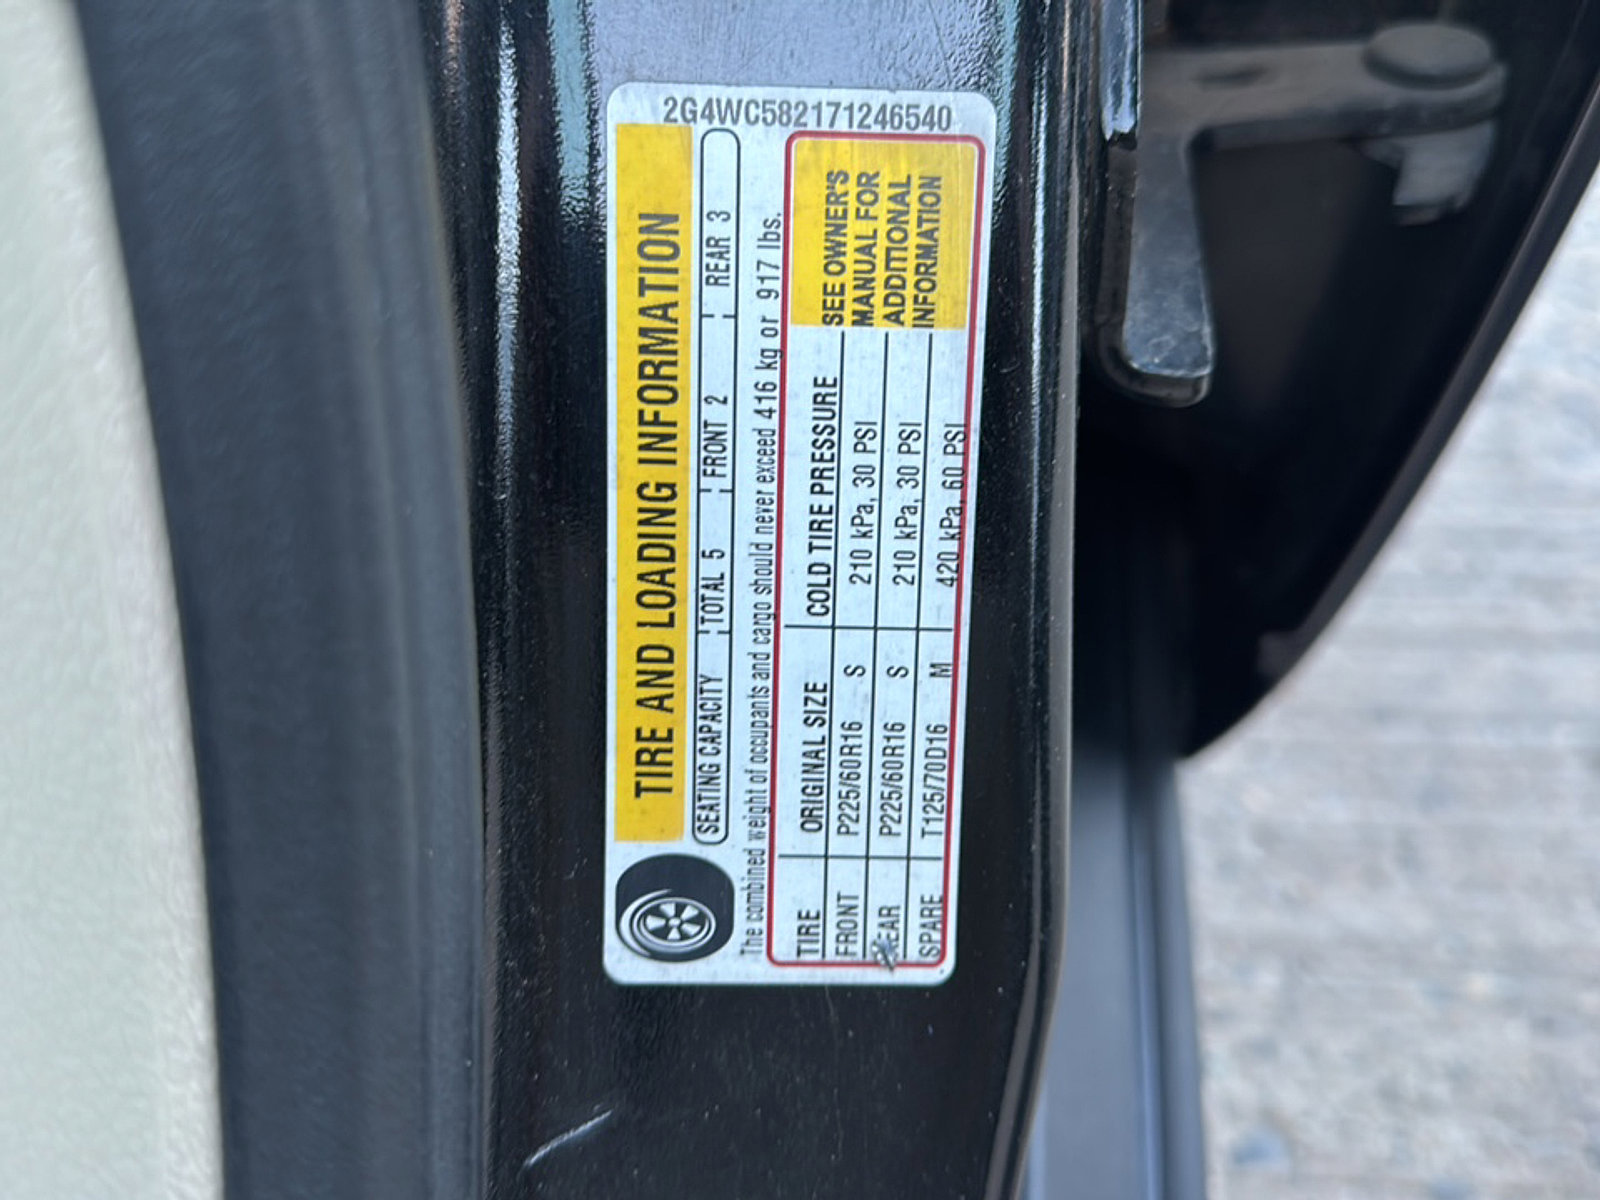 2G4WC582171246540
TIRE AND LOADING INFORMATION
SEATING CAPACITY TOTAL 5 FRONT 2 REAR 3
The combined weight of occupants and cargo should never exceed 416 kg or 917 lbs.
TIRE ORIGINAL SIZE COLD TIRE PRESSURE
FRONT P225/60R16 S 210 kPa, 30 PSI
REAR P225/60R16 S 210 kPa, 30 PSI
SPARE T125/70D16 M 420 kPa, 60 PSI
SEE OWNER'S
MANUAL FOR
ADDITIONAL
INFORMATION